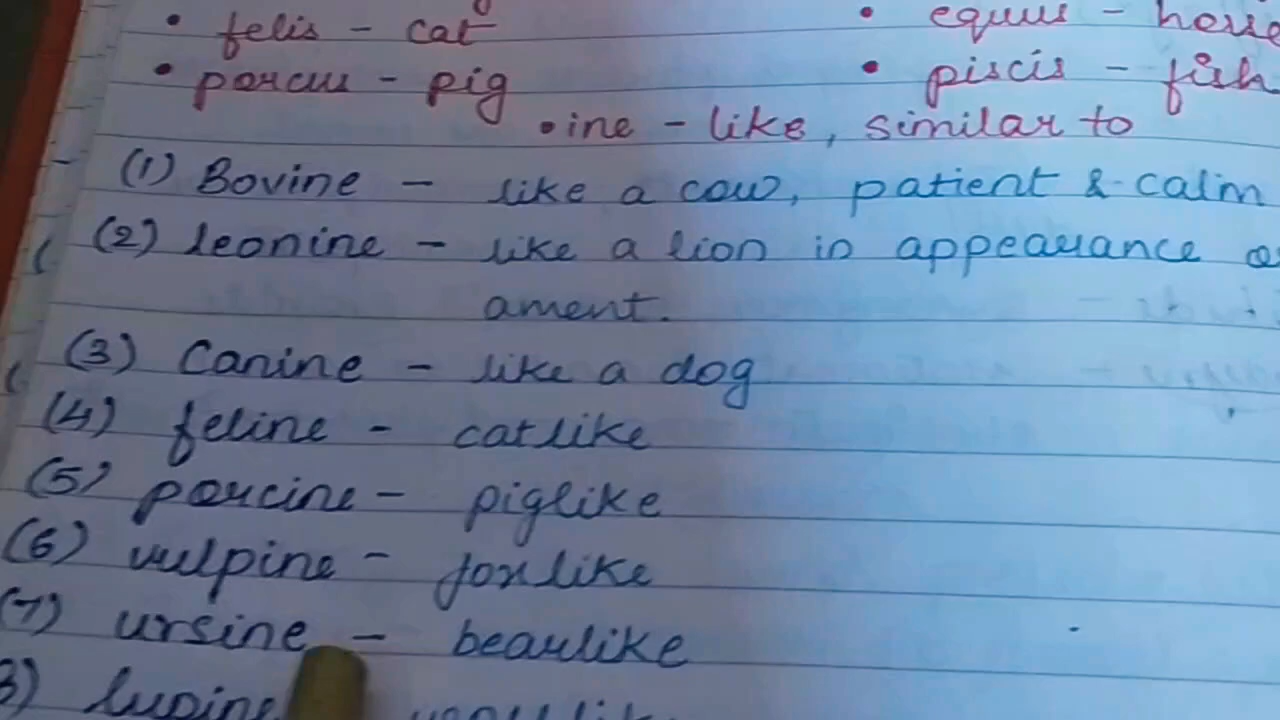 • felis - cat • equus - horse
• porcus - pig • piscis - fish
• ine - like, similar to
(1) Bovine - like a cow, patient & calm
(2) leonine - like a lion in appearance
ament.
(3) Canine - like a dog
(4) feline - catlike
(5) porcine - piglike
(6) vulpine - foxlike
(7) ursine - bearlike
lupine